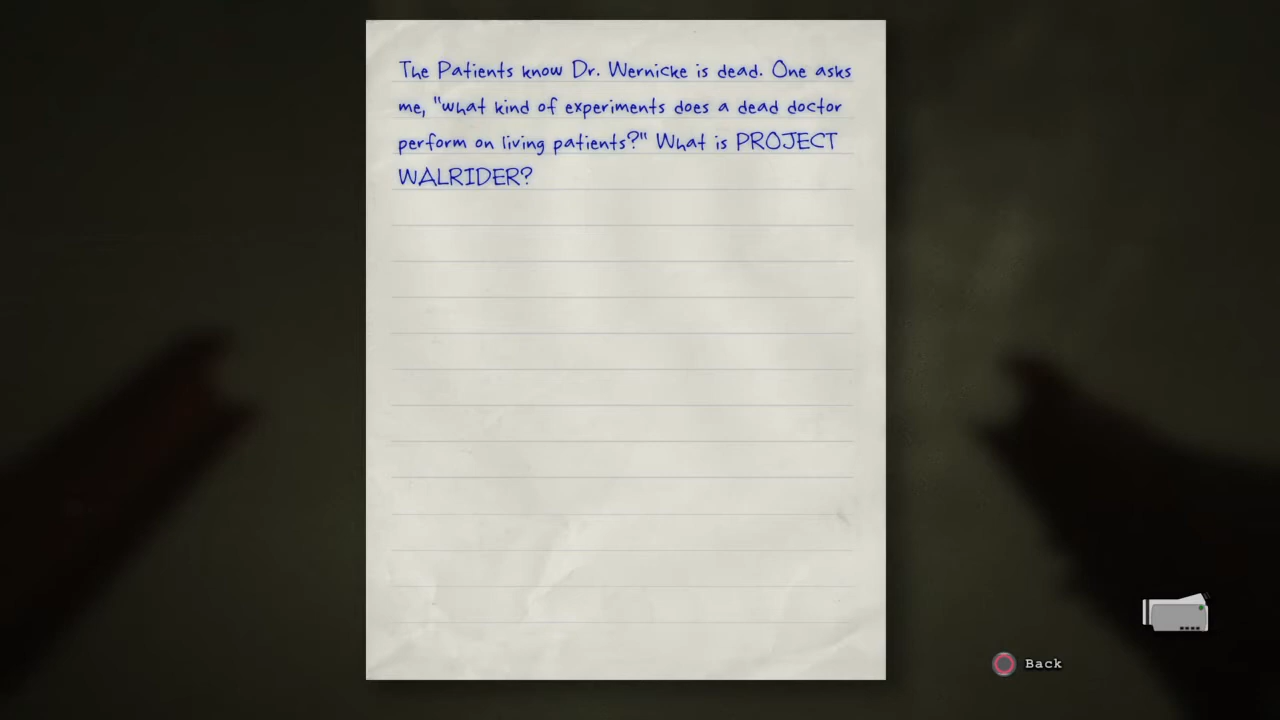 The Patients know Dr. Wernicke is dead. One asks
me, "what kind of experiments does a dead doctor
perform on living patients?" What is PROJECT
WALRIDER?
Back